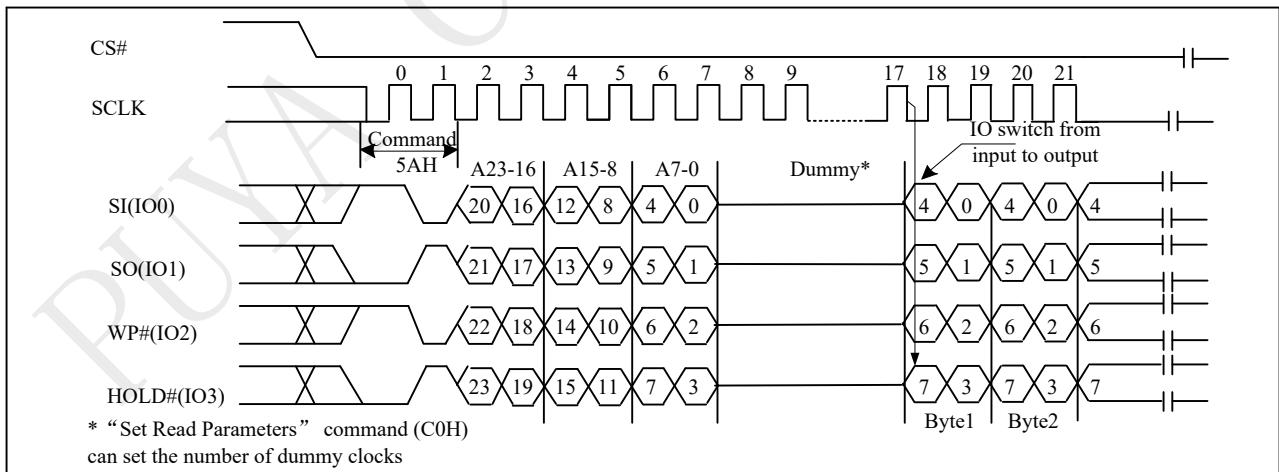 CS#
0 1 2 3 4 5 6 7 8 9 17 18 19 20 21
SCLK
Command
5AH
IO switch from
input to output
A23-16 A15-8 A7-0 Dummy*
SI(IO0) 20 16 12 8 4 0 4 0 4 0 4
SO(IO1) 21 17 13 9 5 1 5 1 5 1 5
WP#(IO2) 22 18 14 10 6 2 6 2 6 2 6
HOLD#(IO3) 23 19 15 11 7 3 7 3 7 3 7
Byte1 Byte2
* “Set Read Parameters” command (C0H)
can set the number of dummy clocks
PUYA